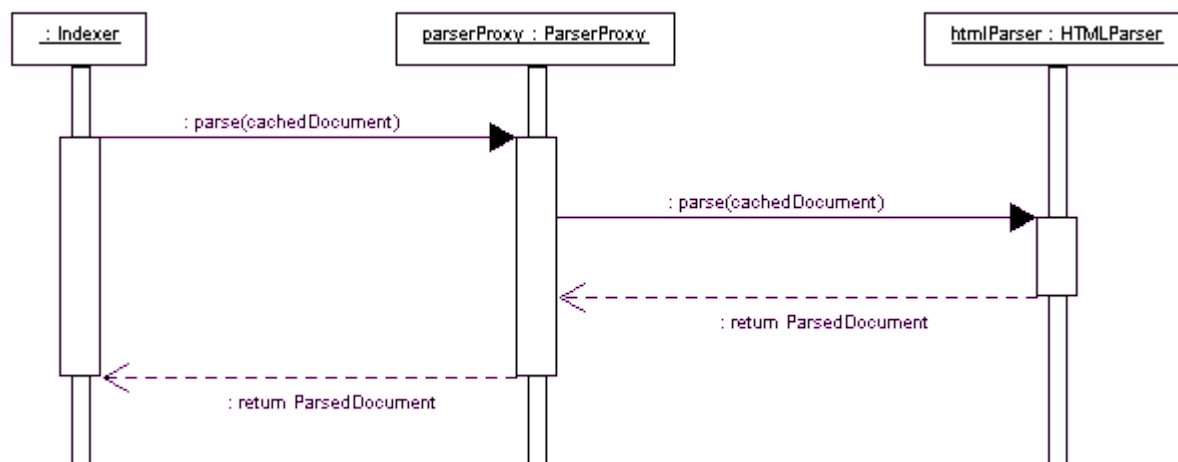 : Indexer
parserProxy : ParserProxy
htmlParser : HTMLParser
: parse(cachedDocument)
: parse(cachedDocument)
: return ParsedDocument
: return ParsedDocument